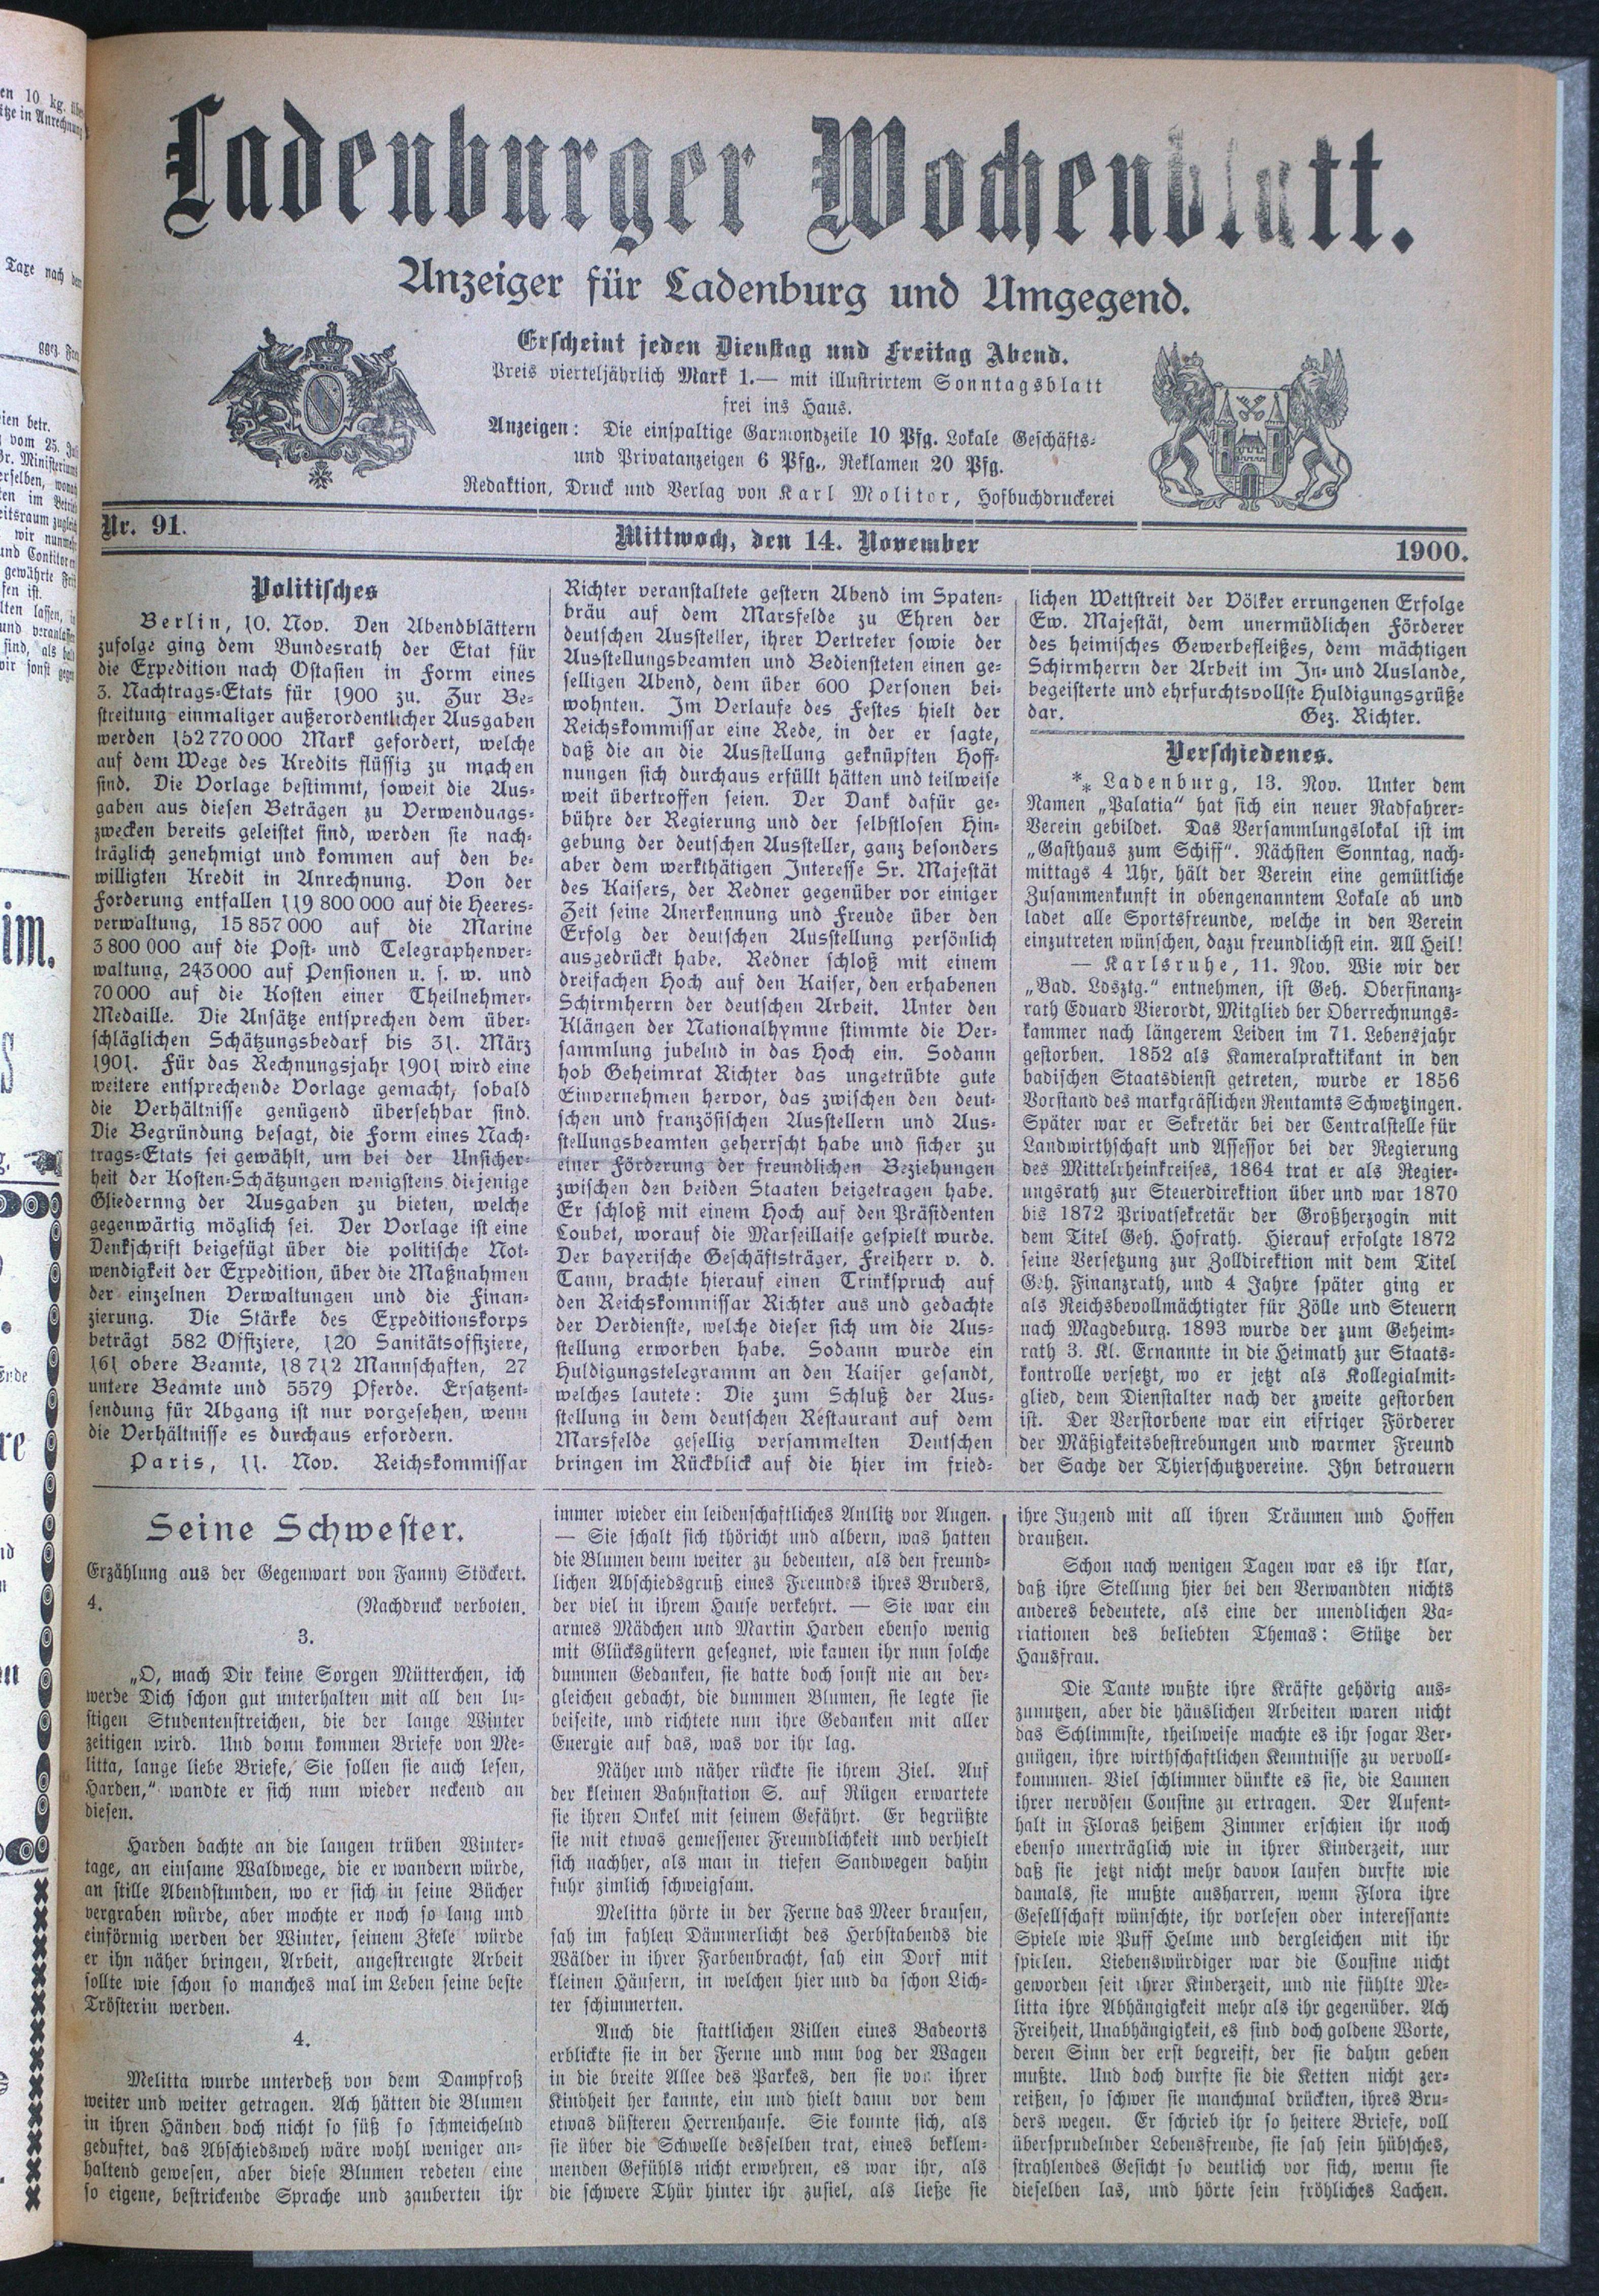 Ladenburger Wochenblatt.
Anzeiger für Ladenburg und Umgegend.
Erscheint jeden Dienstag und Freitag Abend.
Preis vierteljährlich Mark 1.— mit illustrirtem Sonntagsblatt
frei ins Haus.
Anzeigen: Die einspaltige Garmondzeile 10 Pfg. Lokale Geschäfts-
und Privatanzeigen 6 Pfg., Reklamen 20 Pfg.
Redaktion, Druck und Verlag von Karl Molitor, Hofbuchdruckerei
Nr. 91.
Mittwoch, den 14. November
1900.
Politisches
Berlin, 10. Nov. Den Abendblättern
zufolge ging dem Bundesrath der Etat für
die Expedition nach Ostasien in Form eines
3. Nachtrags-Etats für 1900 zu. Zur Be-
streitung einmaliger außerordentlicher Ausgaben
werden 152770000 Mark gefordert, welche
auf dem Wege des Kredits flüssig zu machen
sind. Die Vorlage bestimmt, soweit die Aus-
gaben aus diesen Beträgen zu Verwendungs-
zwecken bereits geleistet sind, werden sie nach-
träglich genehmigt und kommen auf den be-
willigten Kredit in Anrechnung. Von der
Forderung entfallen 119 800 000 auf die Heeres-
verwaltung, 15 857 000 auf die Marine
3 800 000 auf die Post- und Telegraphenver-
waltung, 243000 auf Pensionen u. s. w. und
70 000 auf die Kosten einer Theilnehmer-
Medaille. Die Ansätze entsprechen dem über-
schläglichen Schätzungsbedarf bis 31. März
1901. Für das Rechnungsjahr 1901 wird eine
weitere entsprechende Vorlage gemacht, sobald
die Verhältnisse genügend übersehbar sind.
Die Begründung besagt, die Form eines Nach-
trags-Etats sei gewählt, um bei der Unsicher-
heit der Kosten-Schätzungen wenigstens diejenige
Gliedernng der Ausgaben zu bieten, welche
gegenwärtig möglich sei. Der Vorlage ist eine
Denkschrift beigefügt über die politische Not-
wendigkeit der Expedition, über die Maßnahmen
der einzelnen Verwaltungen und die Finan-
zierung. Die Stärke des Expeditionskorps
beträgt 582 Offiziere, 120 Sanitätsoffiziere,
161 obere Beamte, 18 712 Mannschaften, 27
untere Beamte und 5579 Pferde. Ersatzent-
sendung für Abgang ist nur vorgesehen, wenn
die Verhältnisse es durchaus erfordern.
Paris, 11. Nov. Reichskommissar
Richter veranstaltete gestern Abend im Spaten-
bräu auf dem Marsfelde zu Ehren der
deutschen Aussteller, ihrer Vertreter sowie der
Ausstellungsbeamten und Bediensteten einen ge-
selligen Abend, dem über 600 Personen bei-
wohnten. Im Verlaufe des Festes hielt der
Reichskommissar eine Rede, in der er sagte,
daß die an die Ausstellung geknüpften Hoff-
nungen sich durchaus erfüllt hätten und teilweise
weit übertroffen seien. Der Dank dafür ge-
bühre der Regierung und der selbstlosen Hin-
gebung der deutschen Aussteller, ganz besonders
aber dem werkthätigen Interesse Sr. Majestät
des Kaisers, der Redner gegenüber vor einiger
Zeit seine Anerkennung und Freude über den
Erfolg der deutschen Ausstellung persönlich
ausgedrückt habe. Redner schloß mit einem
dreifachen Hoch auf den Kaiser, den erhabenen
Schirmherrn der deutschen Arbeit. Unter den
Klängen der Nationalhymne stimmte die Ver-
sammlung jubelnd in das Hoch ein. Sodann
hob Geheimrat Richter das ungetrübte gute
Einvernehmen hervor, das zwischen den deut-
schen und französischen Ausstellern und Aus-
stellungsbeamten geherrscht habe und sicher zu
einer Förderung der freundlichen Beziehungen
zwischen den beiden Staaten beigetragen habe.
Er schloß mit einem Hoch auf den Präsidenten
Loubet, worauf die Marseillaise gespielt wurde.
Der bayerische Geschäftsträger, Freiherr v. d.
Tann, brachte hierauf einen Trinkspruch auf
den Reichskommissar Richter aus und gedachte
der Verdienste, welche dieser sich um die Aus-
stellung erworben habe. Sodann wurde ein
Huldigungstelegramm an den Kaiser gesandt,
welches lautete: Die zum Schluß der Aus-
stellung in dem deutschen Restaurant auf dem
Marsfelde gesellig versammelten Deutschen
bringen im Rückblick auf die hier im fried-
lichen Wettstreit der Völker errungenen Erfolge
Ew. Majestät, dem unermüdlichen Förderer
des heimisches Gewerbefleißes, dem mächtigen
Schirmherrn der Arbeit im In- und Auslande,
begeisterte und ehrfurchtsvollste Huldigungsgrüße
dar. Gez. Richter.
Verschiedenes.
** Ladenburg, 13. Nov. Unter dem
Namen „Palatia“ hat sich ein neuer Radfahrer-
Verein gebildet. Das Versammlungslokal ist im
„Gasthaus zum Schiff“. Nächsten Sonntag, nach-
mittags 4 Uhr, hält der Verein eine gemütliche
Zusammenkunft in obengenanntem Lokale ab und
ladet alle Sportsfreunde, welche in den Verein
einzutreten wünschen, dazu freundlichst ein. All Heil!
— Karlsruhe, 11. Nov. Wie wir der
„Bad. Ldsztg.“ entnehmen, ist Geh. Oberfinanz-
rath Eduard Vierordt, Mitglied der Oberrechnungs-
kammer nach längerem Leiden im 71. Lebensjahr
gestorben. 1852 als Kameralpraktikant in den
badischen Staatsdienst getreten, wurde er 1856
Vorstand des markgräflichen Rentamts Schwetzingen.
Später war er Sekretär bei der Centralstelle für
Landwirthschaft und Assessor bei der Regierung
des Mittelrheinkreises, 1864 trat er als Regier-
ungsrath zur Steuerdirektion über und war 1870
bis 1872 Privatsekretär der Großherzogin mit
dem Titel Geh. Hofrath. Hierauf erfolgte 1872
seine Versetzung zur Zolldirektion mit dem Titel
Geh. Finanzrath, und 4 Jahre später ging er
als Reichsbevollmächtigter für Zölle und Steuern
nach Magdeburg. 1893 wurde der zum Geheim-
rath 3. Kl. Ernannte in die Heimath zur Staats-
kontrolle versetzt, wo er jetzt als Kollegialmit-
glied, dem Dienstalter nach der zweite gestorben
ist. Der Verstorbene war ein eifriger Förderer
der Mäßigkeitsbestrebungen und warmer Freund
der Sache der Thierschutzvereine. Ihn betrauern
Seine Schwester.
Erzählung aus der Gegenwart von Fanny Stöckert.
4. (Nachdruck verboten.
3.
„O, mach Dir keine Sorgen Mütterchen, ich
werde Dich schon gut unterhalten mit all den lu-
stigen Studentenstreichen, die der lange Winter
zeitigen wird. Und donn kommen Briefe von Me-
litta, lange liebe Briefe, Sie sollen sie auch lesen,
Harden,“ wandte er sich nun wieder neckend an
diesen.
Harden dachte an die langen trüben Winter-
tage, an einsame Waldwege, die er wandern würde,
an stille Abendstunden, wo er sich in seine Bücher
vergraben würde, aber mochte er noch so lang und
einförmig werden der Winter, seinem Ziele würde
er ihn näher bringen, Arbeit, angestrengte Arbeit
sollte wie schon so manches mal im Leben seine beste
Trösterin werden.
4.
Melitta wurde unterdeß von dem Dampfroß
weiter und weiter getragen. Ach hätten die Blumen
in ihren Händen doch nicht so süß so schmeichelnd
geduftet, das Abschiedsweh wäre wohl weniger an-
haltend gewesen, aber diese Blumen redeten eine
so eigene, bestrickende Sprache und zauberten ihr
immer wieder ein leidenschaftliches Antlitz vor Augen.
— Sie schalt sich thöricht und albern, was hatten
die Blumen denn weiter zu bedeuten, als den freund-
lichen Abschiedsgruß eines Freundes ihres Bruders,
der viel in ihrem Hause verkehrt. — Sie war ein
armes Mädchen und Martin Harden ebenso wenig
mit Glücksgütern gesegnet, wie kamen ihr nun solche
dummen Gedanken, sie hatte doch sonst nie an der-
gleichen gedacht, die dummen Blumen, sie legte sie
beiseite, und richtete nun ihre Gedanken mit aller
Energie auf das, was vor ihr lag.
Näher und näher rückte sie ihrem Ziel. Auf
der kleinen Bahnstation S. auf Rügen erwartete
sie ihren Onkel mit seinem Gefährt. Er begrüßte
sie mit etwas gemessener Freundlichkeit und verhielt
sich nachher, als man in tiefen Sandwegen dahin
fuhr zimlich schweigsam.
Melitta hörte in der Ferne das Meer brausen,
sah im fahlen Dämmerlicht des Herbstabends die
Wälder in ihrer Farbenbracht, sah ein Dorf mit
kleinen Häusern, in welchen hier und da schon Lich-
ter schimmerten.
Auch die stattlichen Villen eines Badeorts
erblickte sie in der Ferne und nun bog der Wagen
in die breite Allee des Parkes, den sie von ihrer
Kindheit her kannte, ein und hielt dann vor dem
etwas düsteren Herrenhause. Sie konnte sich, als
sie über die Schwelle desselben trat, eines beklem-
menden Gefühls nicht erwehren, es war ihr, als
die schwere Thür hinter ihr zufiel, als ließe sie
ihre Jugend mit all ihren Träumen und Hoffen
draußen.
Schon nach wenigen Tagen war es ihr klar,
daß ihre Stellung hier bei den Verwandten nichts
anderes bedeutete, als eine der unendlichen Va-
riationen des beliebten Themas: Stütze der
Hausfrau.
Die Tante wußte ihre Kräfte gehörig aus-
zunutzen, aber die häuslichen Arbeiten waren nicht
das Schlimmste, theilweise machte es ihr sogar Ver-
gnügen, ihre wirthschaftlichen Kenntnisse zu vervoll-
kommnen. Viel schlimmer dünkte es sie, die Launen
ihrer nervösen Cousine zu ertragen. Der Aufent-
halt in Floras heißem Zimmer erschien ihr noch
ebenso unerträglich wie in ihrer Kinderzeit, nur
daß sie jetzt nicht mehr davon laufen durfte wie
damals, sie mußte ausharren, wenn Flora ihre
Gesellschaft wünschte, ihr vorlesen oder interessante
Spiele wie Puff Helme und dergleichen mit ihr
spielen. Liebenswürdiger war die Cousine nicht
geworden seit ihrer Kinderzeit, und nie fühlte Me-
litta ihre Abhängigkeit mehr als ihr gegenüber. Ach
Freiheit, Unabhängigkeit, es sind doch goldene Worte,
deren Sinn der erst begreift, der sie dahin geben
mußte. Und doch durfte sie die Ketten nicht zer-
reißen, so schwer sie manchmal drückten, ihres Bru-
ders wegen. Er schrieb ihr so heitere Briefe, voll
übersprudelnder Lebensfreude, sie sah sein hübsches,
strahlendes Gesicht so deutlich vor sich, wenn sie
dieselben las, und hörte sein fröhliches Lachen.